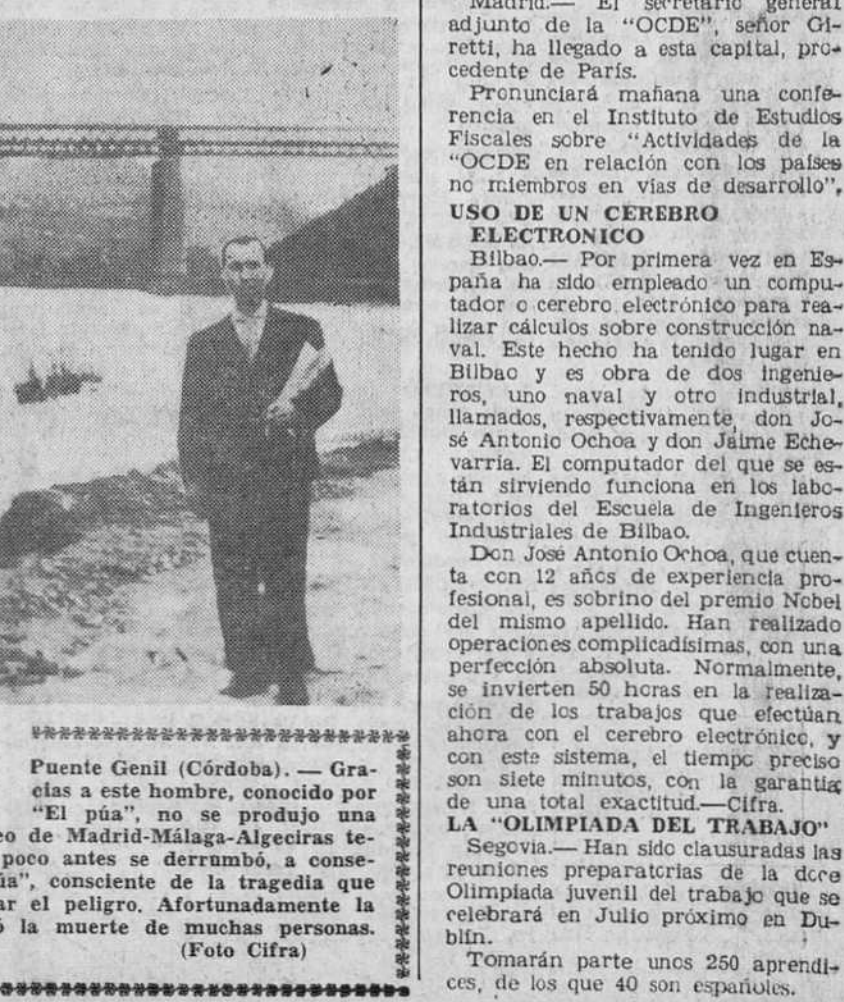 Puente Genil (Córdoba). — Gra-
cias a este hombre, conocido por
"El púa", no se produjo una
eo de Madrid-Málaga-Algeciras te-
poco antes se derrumbó, a conse-
úa", consciente de la tragedia que
ar el peligro. Afortunadamente la
ó la muerte de muchas personas.
(Foto Cifra)
Madrid.— El secretario general
adjunto de la "OCDE", señor Gi-
retti, ha llegado a esta capital, pro-
cedente de París.
Pronunciará mañana una confe-
rencia en el Instituto de Estudios
Fiscales sobre "Actividades de la
"OCDE en relación con los países
no miembros en vías de desarrollo".
USO DE UN CEREBRO
ELECTRONICO
Bilbao.— Por primera vez en Es-
paña ha sido empleado un compu-
tador o cerebro electrónico para rea-
lizar cálculos sobre construcción na-
val. Este hecho ha tenido lugar en
Bilbao y es obra de dos ingenie-
ros, uno naval y otro industrial,
llamados, respectivamente, don Jo-
sé Antonio Ochoa y don Jaime Eche-
varría. El computador del que se es-
tán sirviendo funciona en los labo-
ratorios del Escuela de Ingenieros
Industriales de Bilbao.
Don José Antonio Ochoa, que cuen-
ta con 12 años de experiencia pro-
fesional, es sobrino del premio Nobel
del mismo apellido. Han realizado
operaciones complicadísimas, con una
perfección absoluta. Normalmente,
se invierten 50 horas en la realiza-
ción de los trabajos que efectúan
ahora con el cerebro electrónico, y
con este sistema, el tiempo preciso
son siete minutos, con la garantía
de una total exactitud.—Cifra.
LA "OLIMPIADA DEL TRABAJO"
Segovia.— Han sido clausuradas las
reuniones preparatorias de la doce
Olimpiada juvenil del trabajo que se
celebrará en Julio próximo en Du-
blín.
Tomarán parte unos 250 aprendi-
ces, de los que 40 son españoles.